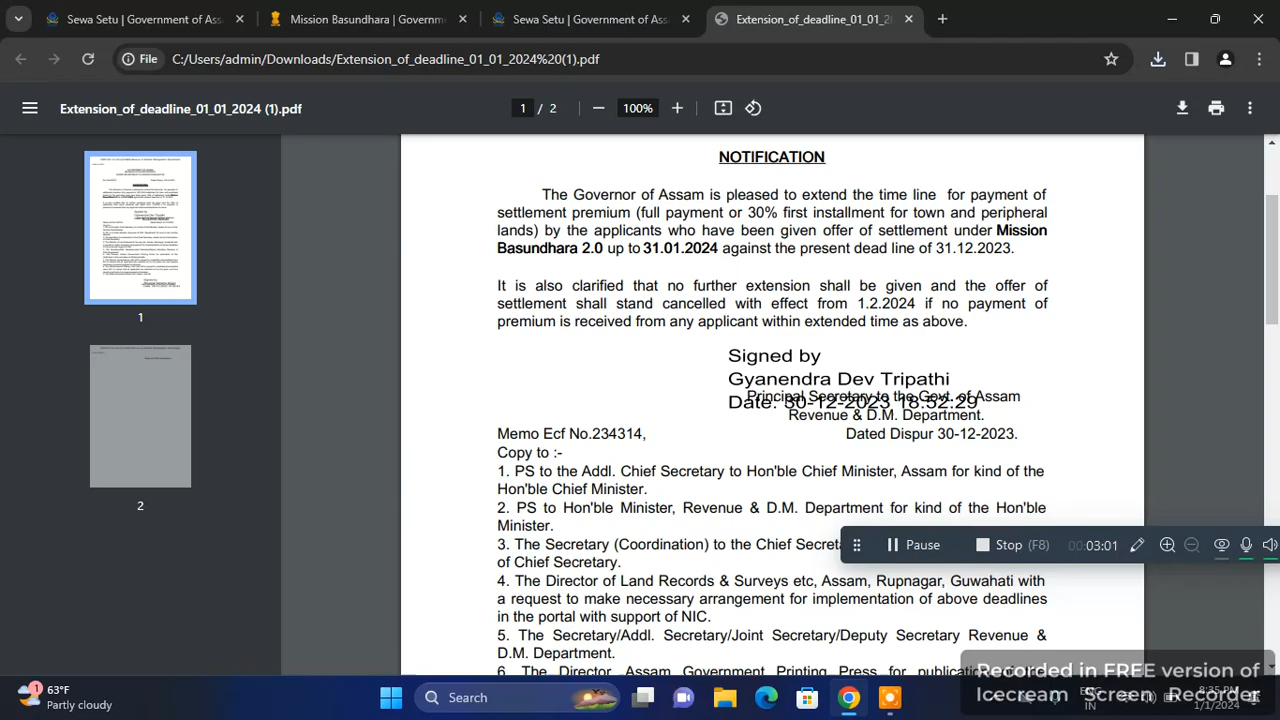 Sewa Setu | Government of Assa
Mission Basundhara | Governm
Sewa Setu | Government of Assa
Extension_of_deadline_01_01_2
File
C:/Users/admin/Downloads/Extension_of_deadline_01_01_2024%20(1).pdf
Extension_of_deadline_01_01_2024 (1).pdf
1 / 2
100%
1
2
NOTIFICATION
The Governor of Assam is pleased to extend the time line for payment of
settlement premium (full payment or 30% first installment for town and peripheral
lands) by the applicants who have been given offer of settlement under Mission
Basundhara 2.0 up to 31.01.2024 against the present dead line of 31.12.2023.
It is also clarified that no further extension shall be given and the offer of
settlement shall stand cancelled with effect from 1.2.2024 if no payment of
premium is received from any applicant within extended time as above.
Signed by
Gyanendra Dev Tripathi
Principal Secretary to the Govt. of Assam
Date: 30-12-2023 18:52:29
Revenue & D.M. Department.
Memo Ecf No.234314, Dated Dispur 30-12-2023.
Copy to :-
1. PS to the Addl. Chief Secretary to Hon'ble Chief Minister, Assam for kind of the
Hon'ble Chief Minister.
2. PS to Hon'ble Minister, Revenue & D.M. Department for kind of the Hon'ble
Minister.
3. The Secretary (Coordination) to the Chief Secreta
of Chief Secretary.
4. The Director of Land Records & Surveys etc, Assam, Rupnagar, Guwahati with
a request to make necessary arrangement for implementation of above deadlines
in the portal with support of NIC.
5. The Secretary/Addl. Secretary/Joint Secretary/Deputy Secretary Revenue &
D.M. Department.
6. The Director, Assam Government Printing Press for publication
Pause
Stop (F8)
00:03:01
Recorded in FREE version of
Icecream Screen Recorder
1
63°F
Partly cloudy
Search
ENG
IN
8:35 PM
1/1/2024